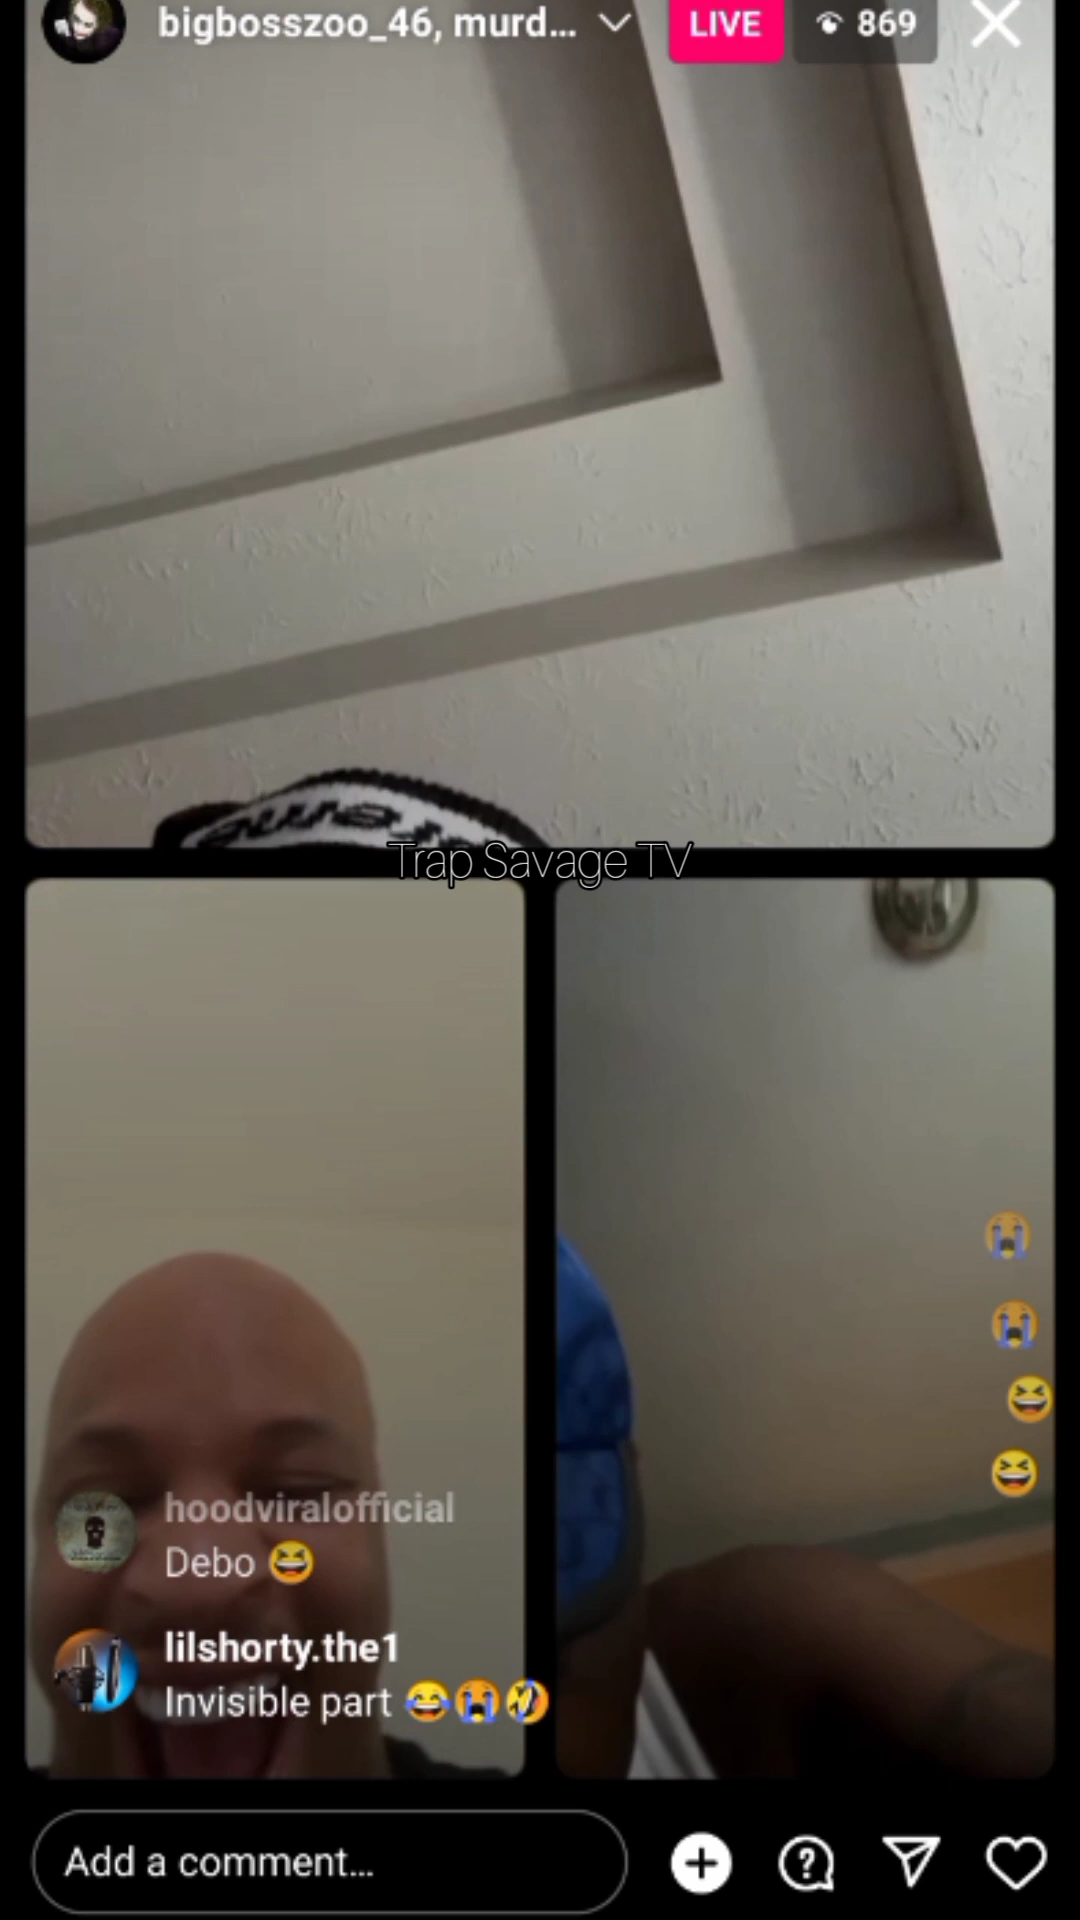 bigbosszoo_46, murd...
LIVE
869
Trap Savage TV
hoodviralofficial
Debo 😆
lilshorty.the1
Invisible part 😂😭🤣
Add a comment...